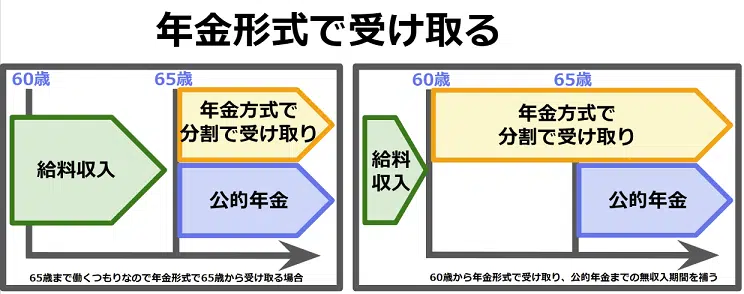 年金形式で受け取る
60歳
65歳
年金方式で
分割で受け取り
給料収入
公的年金
65歳まで働くつもりなので年金形式で65歳から受け取る場合
60歳
65歳
年金方式で
分割で受け取り
給料
収入
公的年金
60歳から年金形式で受け取り、公的年金までの無収入期間を補う